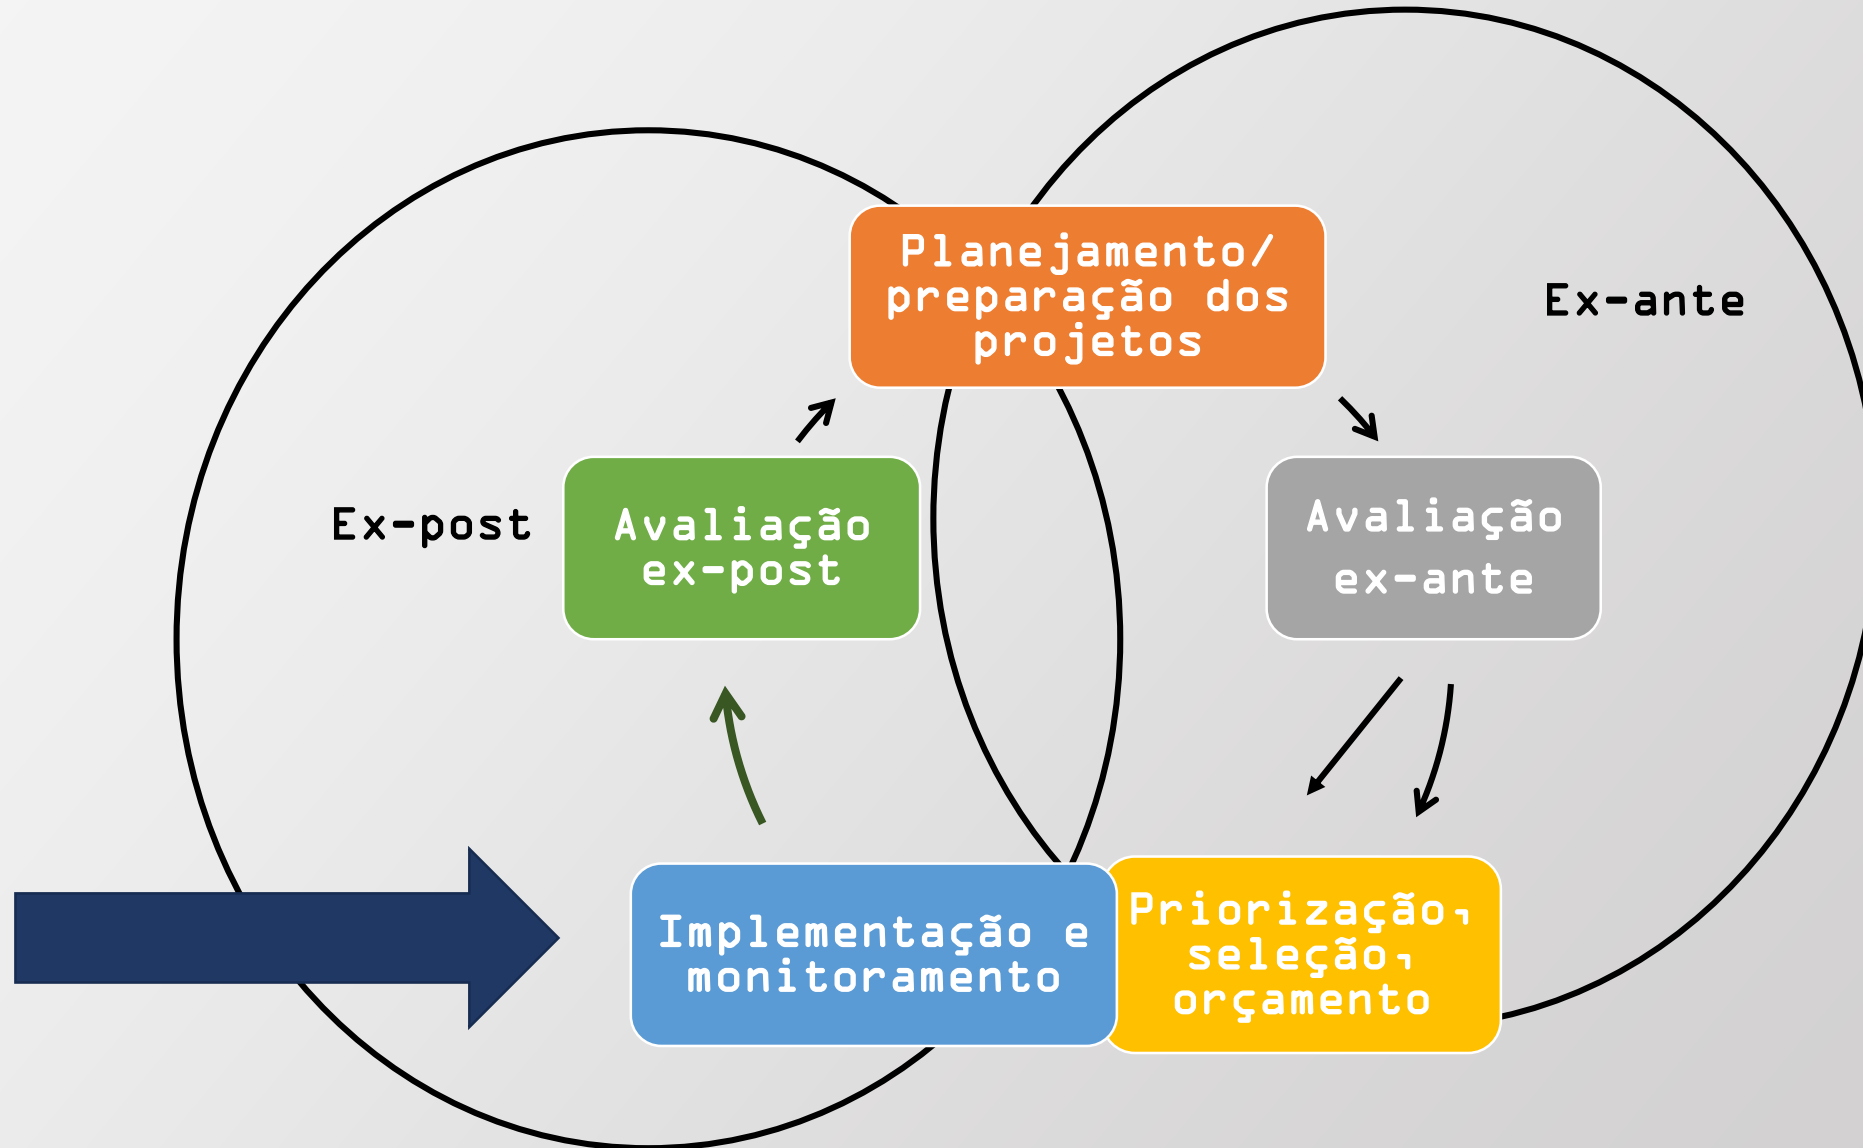 Planejamento/
preparação dos
projetos
Ex-ante
Ex-post
Avaliação
ex-post
Avaliação
ex-ante
Implementação e
monitoramento
Priorização,
seleção,
orçamento